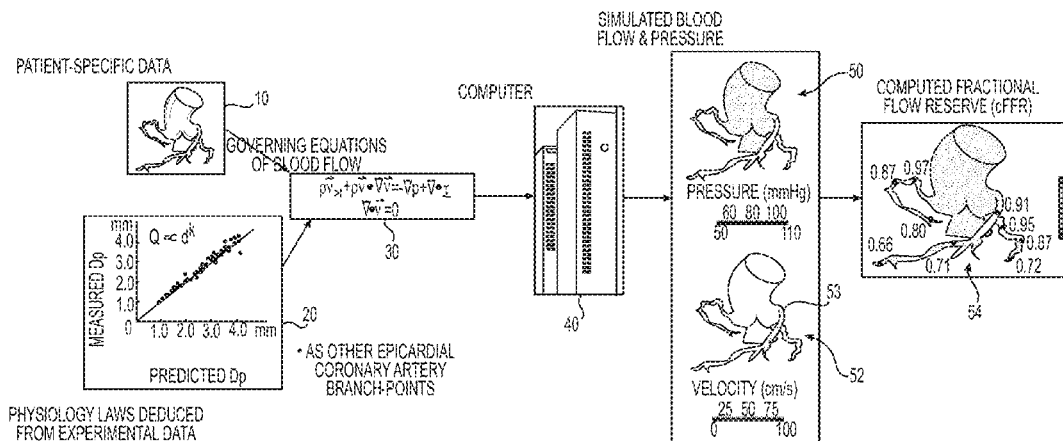 PATIENT-SPECIFIC DATA
10
GOVERNING EQUATIONS
OF BLOOD FLOW
ρv⃗,t+ρv⃗•∇v⃗=-∇p+∇•
∇•v⃗=0
30
MEASURED Dp
mm
4.0
3.0
2.0
1.0
0
Q ∝ d
1.0 2.0 3.0 4.0 mm
PREDICTED Dp
20
• AS OTHER EPICARDIAL
CORONARY ARTERY
BRANCH-POINTS
PHYSIOLOGY LAWS DEDUCED
FROM EXPERIMENTAL DATA
COMPUTER
40
SIMULATED BLOOD
FLOW & PRESSURE
50
PRESSURE (mmHg)
60 80 100
50 110
53
52
VELOCITY (cm/s)
25 50 75
0 100
COMPUTED FRACTIONAL
FLOW RESERVE (cFFR)
0.87 0.97
0.91
0.95
0.80
0.87
0.66
0.71
0.72
54